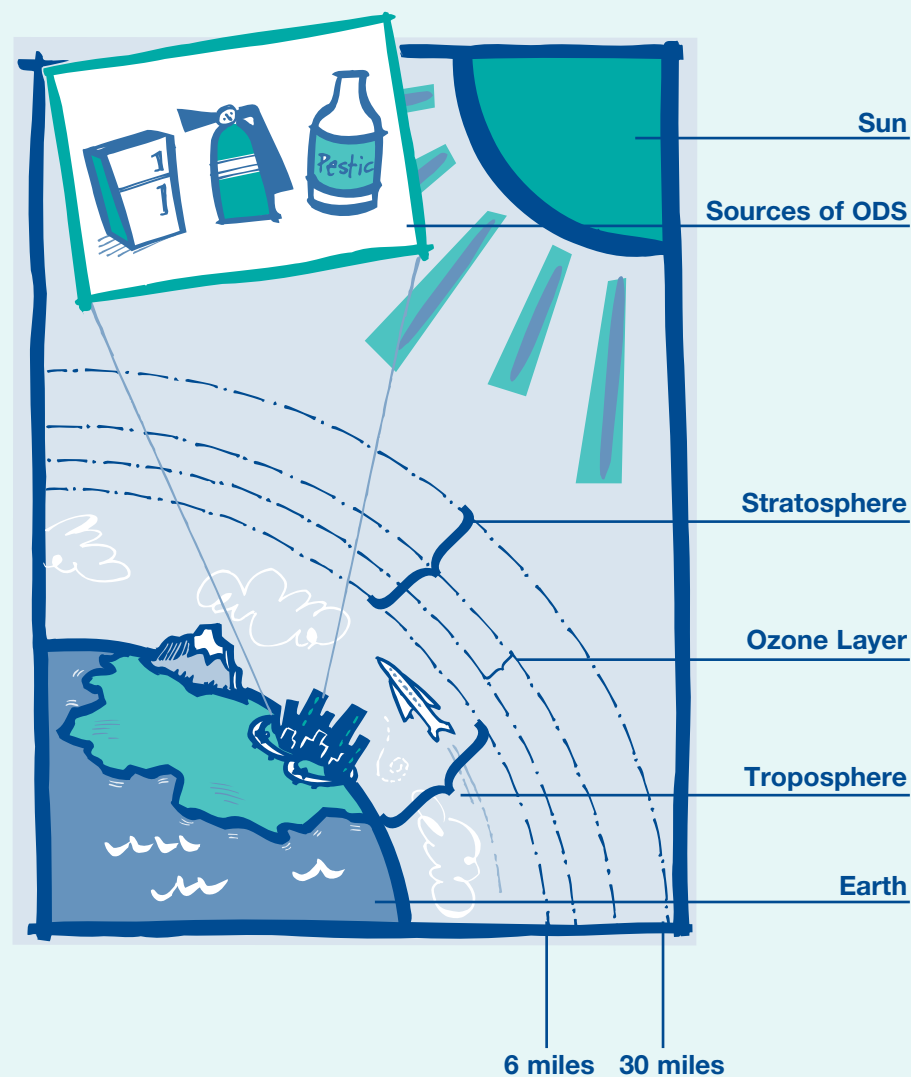 Pestic
Sun
Sources of ODS
Stratosphere
Ozone Layer
Troposphere
Earth
6 miles 30 miles